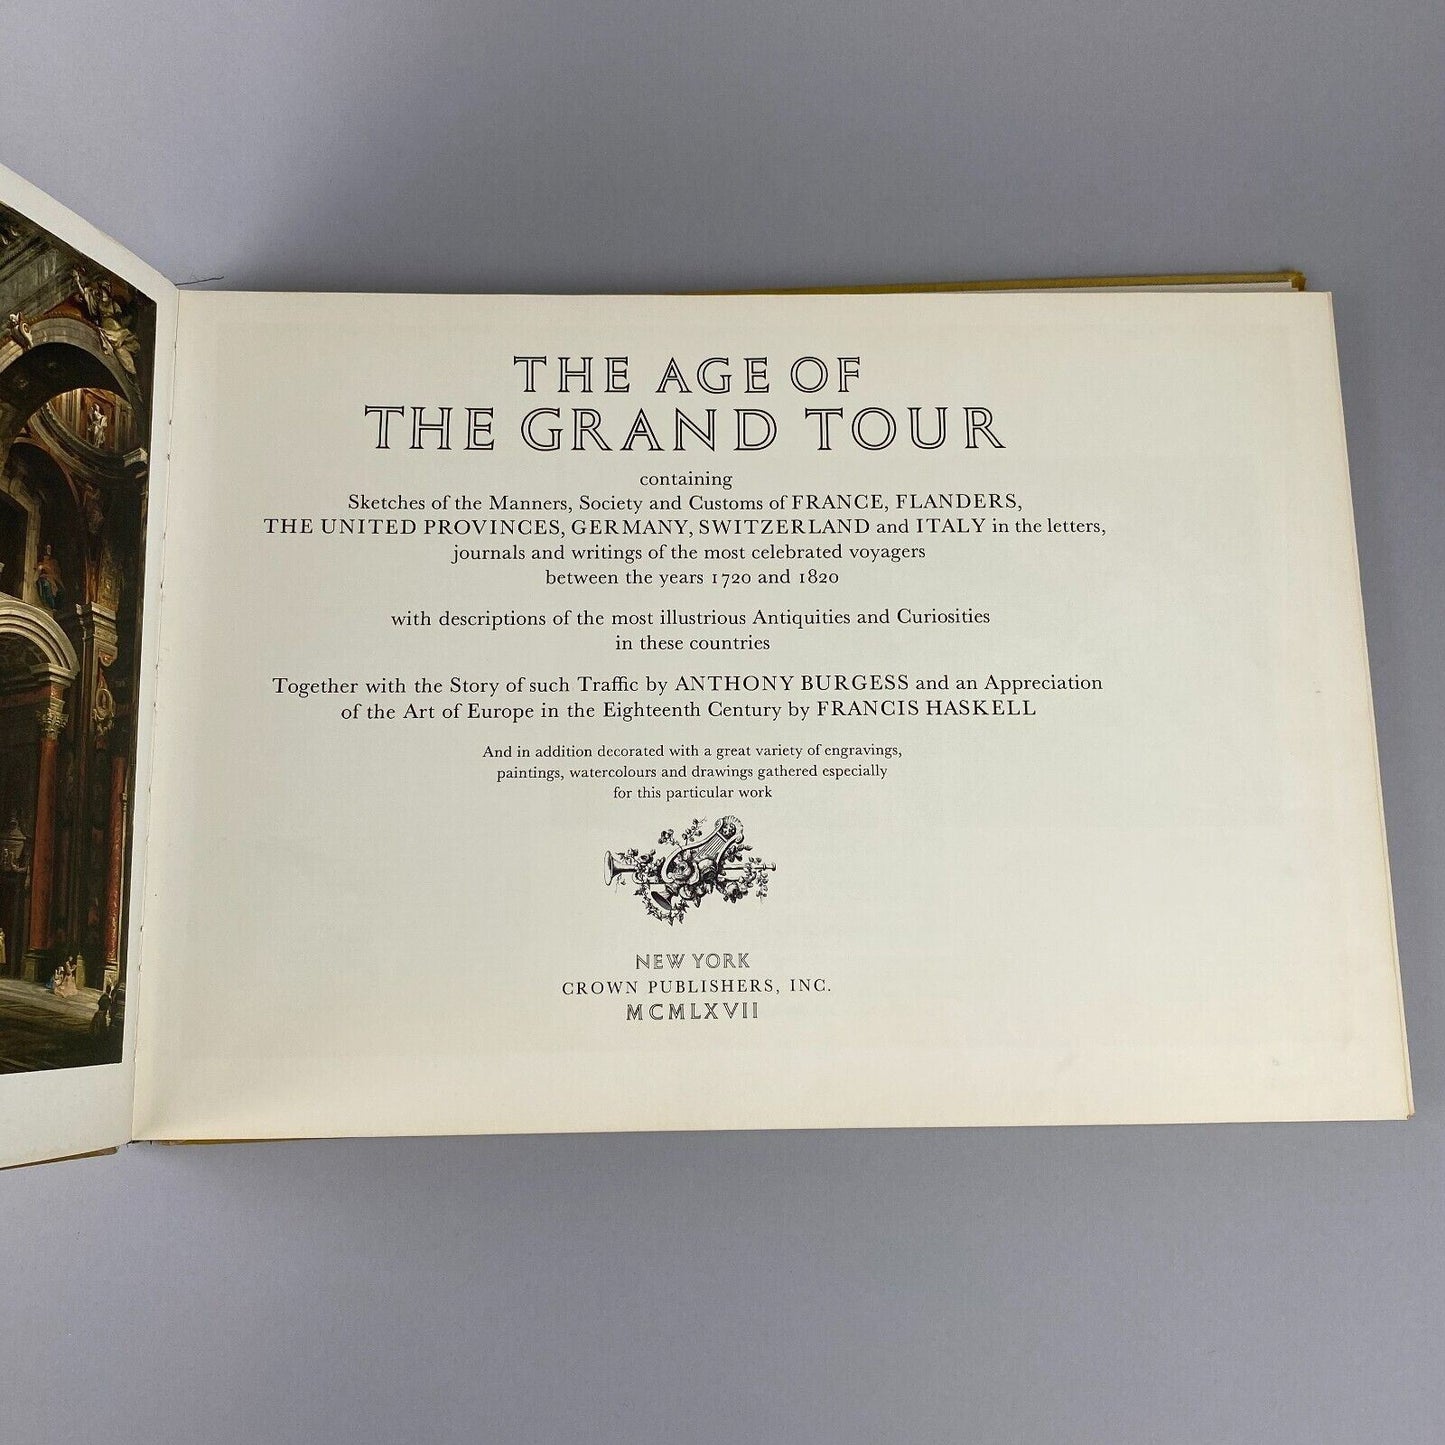 THE AGE OF
THE GRAND TOUR
containing
Sketches of the Manners, Society and Customs of FRANCE, FLANDERS,
THE UNITED PROVINCES, GERMANY, SWITZERLAND and ITALY in the letters,
journals and writings of the most celebrated voyagers
between the years 1720 and 1820
with descriptions of the most illustrious Antiquities and Curiosities
in these countries
Together with the Story of such Traffic by ANTHONY BURGESS and an Appreciation
of the Art of Europe in the Eighteenth Century by FRANCIS HASKELL
And in addition decorated with a great variety of engravings,
paintings, watercolours and drawings gathered especially
for this particular work
NEW YORK
CROWN PUBLISHERS, INC.
MCMLXVII